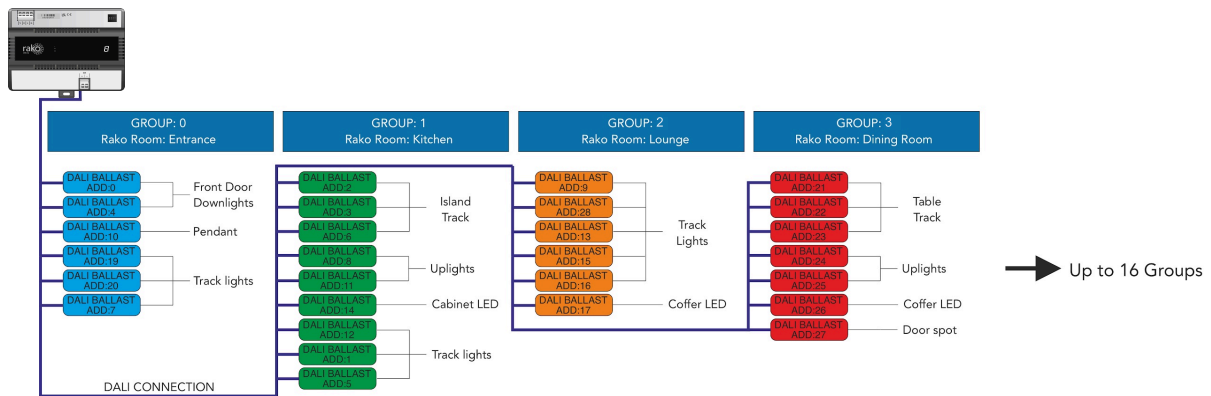 rako
8
GROUP: 0
Rako Room: Entrance
GROUP: 1
Rako Room: Kitchen
GROUP: 2
Rako Room: Lounge
GROUP: 3
Rako Room: Dining Room
DALI BALLAST
ADD:0
DALI BALLAST
ADD:4
Front Door
Downlights
DALI BALLAST
ADD:10
Pendant
DALI BALLAST
ADD:19
DALI BALLAST
ADD:20
DALI BALLAST
ADD:7
Track lights
DALI BALLAST
ADD:2
DALI BALLAST
ADD:3
DALI BALLAST
ADD:6
Island
Track
DALI BALLAST
ADD:8
DALI BALLAST
ADD:11
Uplights
DALI BALLAST
ADD:14
Cabinet LED
DALI BALLAST
ADD:12
DALI BALLAST
ADD:1
DALI BALLAST
ADD:5
Track lights
DALI BALLAST
ADD:9
DALI BALLAST
ADD:28
DALI BALLAST
ADD:13
DALI BALLAST
ADD:15
DALI BALLAST
ADD:16
Track
Lights
DALI BALLAST
ADD:17
Coffer LED
DALI BALLAST
ADD:21
DALI BALLAST
ADD:22
DALI BALLAST
ADD:23
Table
Track
DALI BALLAST
ADD:24
DALI BALLAST
ADD:25
Uplights
DALI BALLAST
ADD:26
Coffer LED
DALI BALLAST
ADD:27
Door spot
Up to 16 Groups
DALI CONNECTION